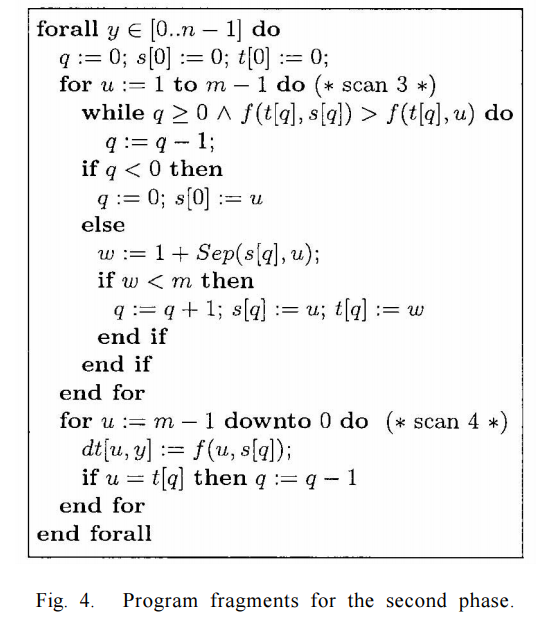 forall y ∈ [0..n − 1] do
q := 0; s[0] := 0; t[0] := 0;
for u := 1 to m − 1 do (∗ scan 3 ∗)
while q ≥ 0 ∧ f(t[q], s[q]) > f(t[q], u) do
q := q − 1;
if q < 0 then
q := 0; s[0] := u
else
w := 1 + Sep(s[q], u);
if w < m then
q := q + 1; s[q] := u; t[q] := w
end if
end if
end for
for u := m − 1 downto 0 do (∗ scan 4 ∗)
dt[u, y] := f(u, s[q]);
if u = t[q] then q := q − 1
end for
end forall
Fig. 4. Program fragments for the second phase.